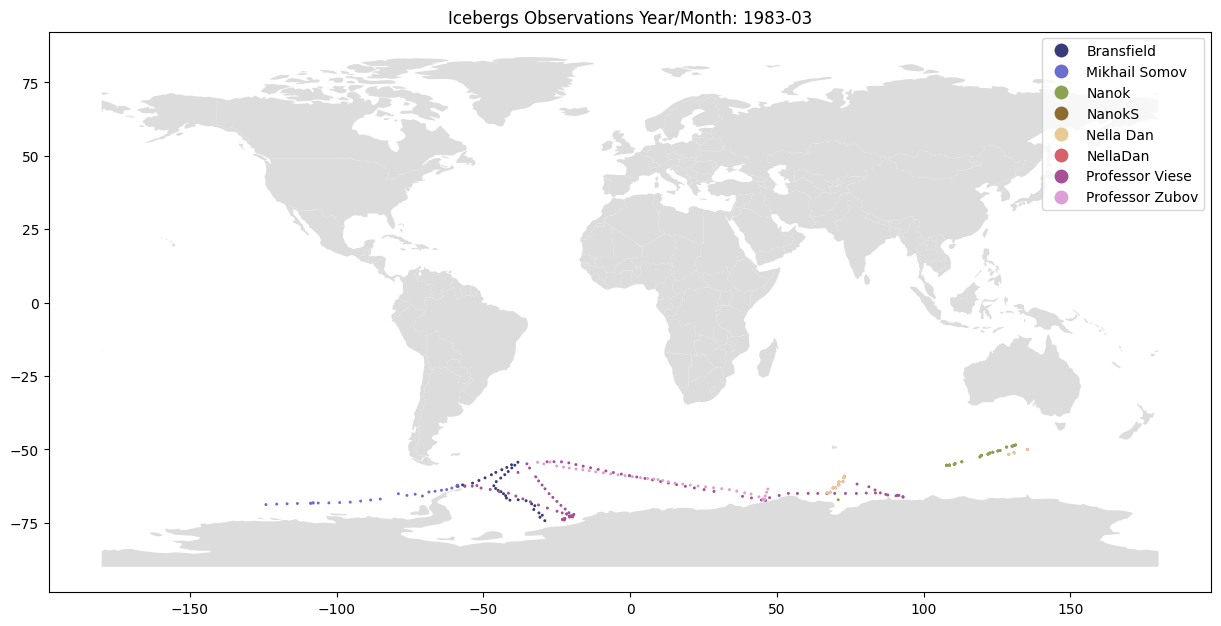 Icebergs Observations Year/Month: 1983-03
Bransfield
Mikhail Somov
Nanok
NanokS
Nella Dan
NellaDan
Professor Viese
Professor Zubov
75
50
25
0
−25
−50
−75
−150 −100 −50 0 50 100 150